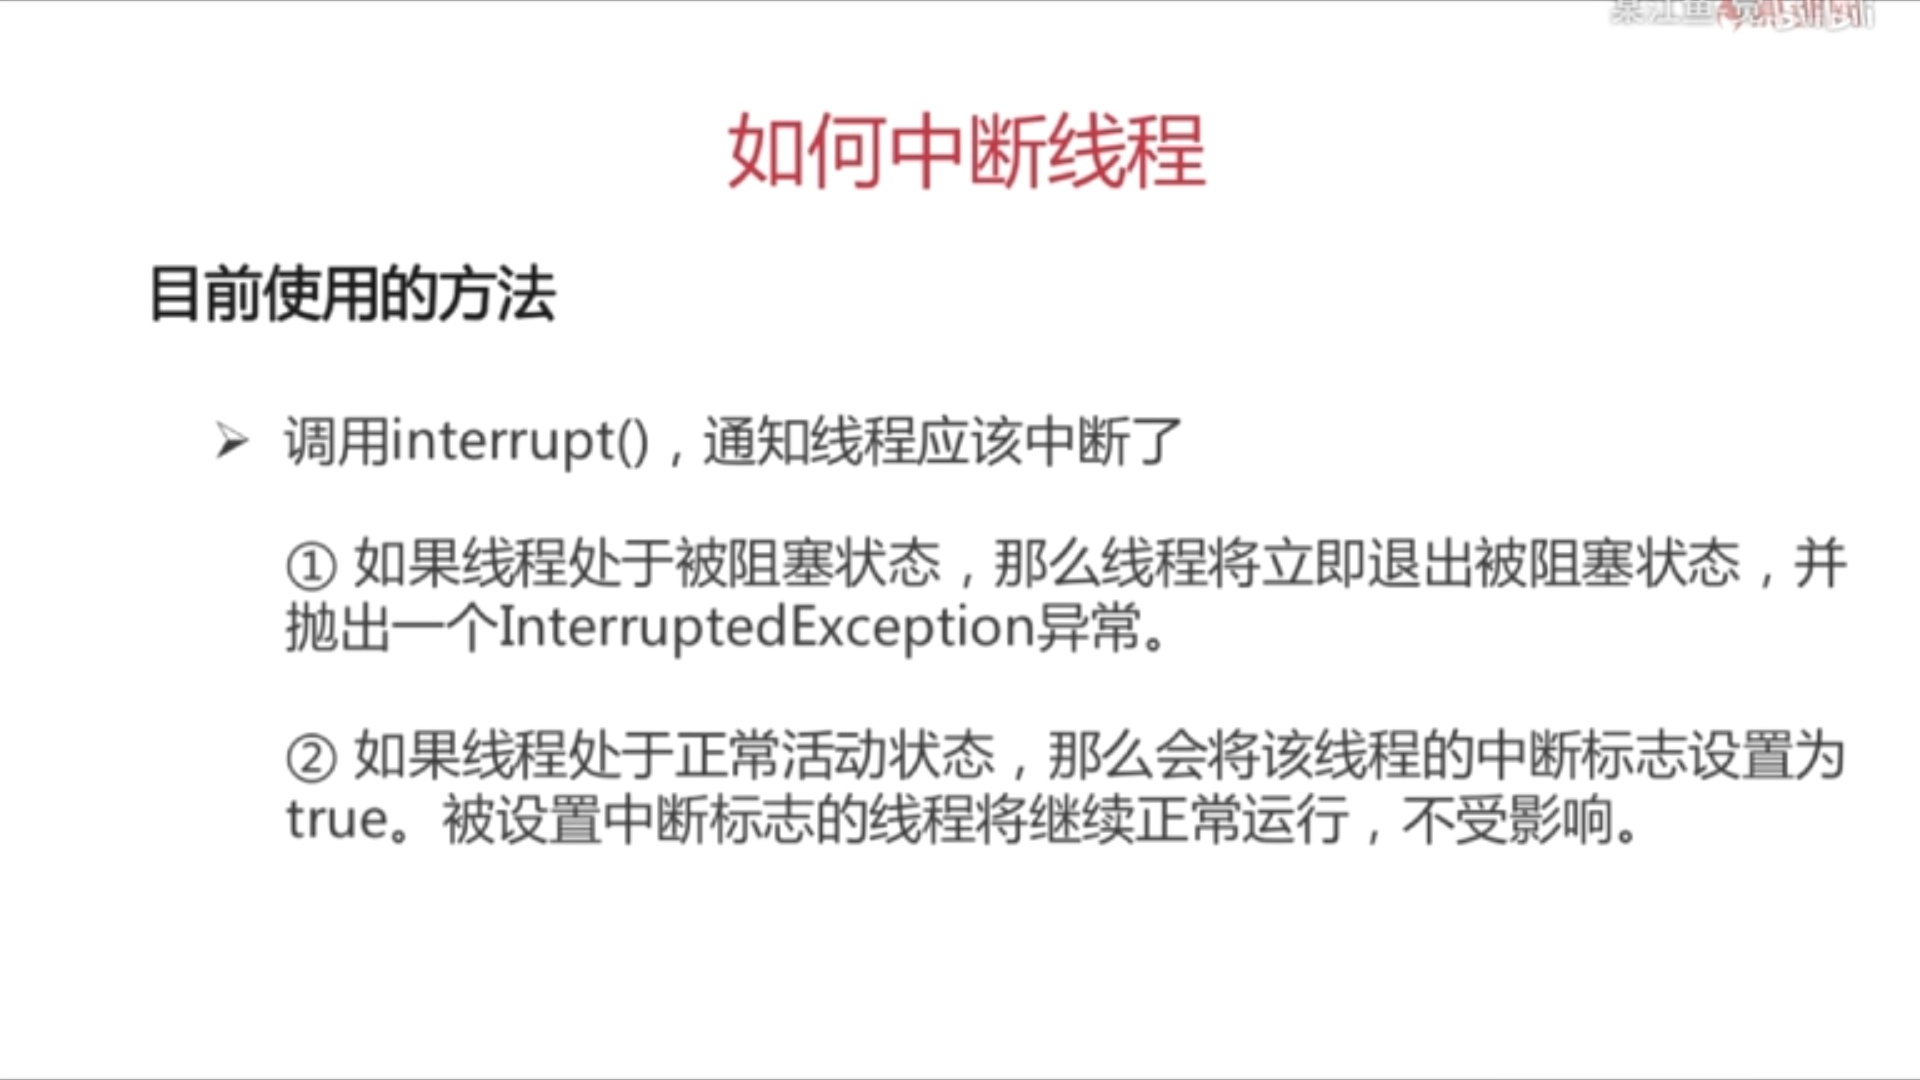 如何中断线程
目前使用的方法
➢ 调用interrupt()，通知线程应该中断了
① 如果线程处于被阻塞状态，那么线程将立即退出被阻塞状态，并
抛出一个InterruptedException异常。
② 如果线程处于正常活动状态，那么会将该线程的中断标志设置为
true。被设置中断标志的线程将继续正常运行，不受影响。